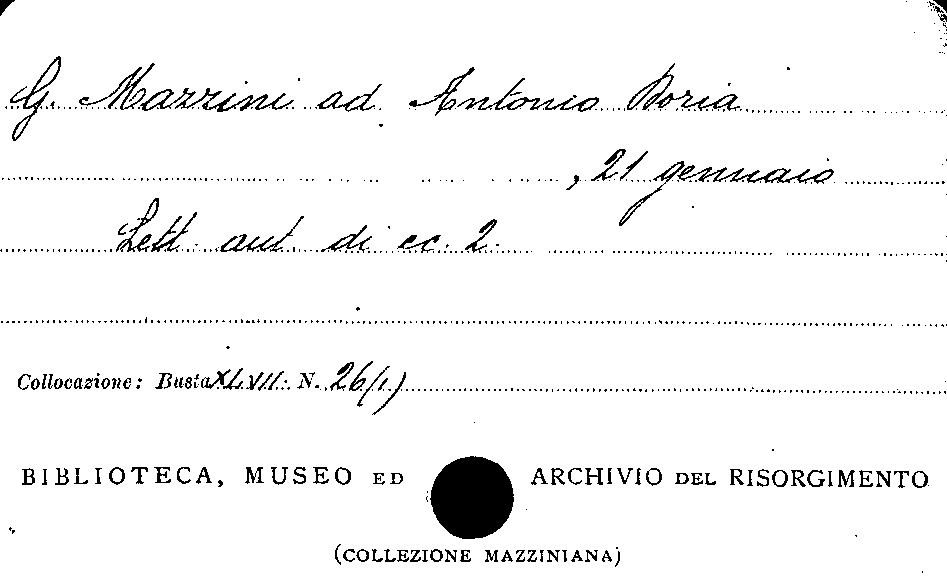 G. Mazzini ad Antonio Doria
, 21 gennaio
Lett. aut. di cc. 2.
Collocazione: Busta XLVII. N. 26/1)
BIBLIOTECA, MUSEO ED ARCHIVIO DEL RISORGIMENTO
(COLLEZIONE MAZZINIANA)